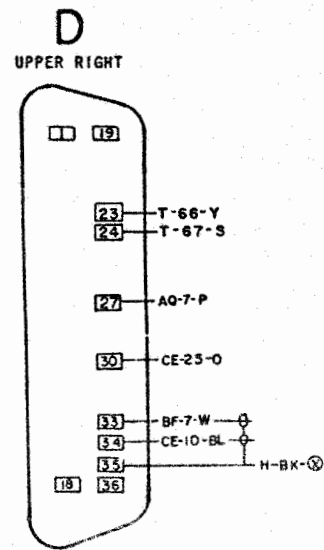 D
UPPER RIGHT
1 19
23 T-66-Y
24 T-67-S
27 AQ-7-P
30 CE-25-O
33 BF-7-W
34 CE-10-BL
35 H-BK-Ⓧ
18 36